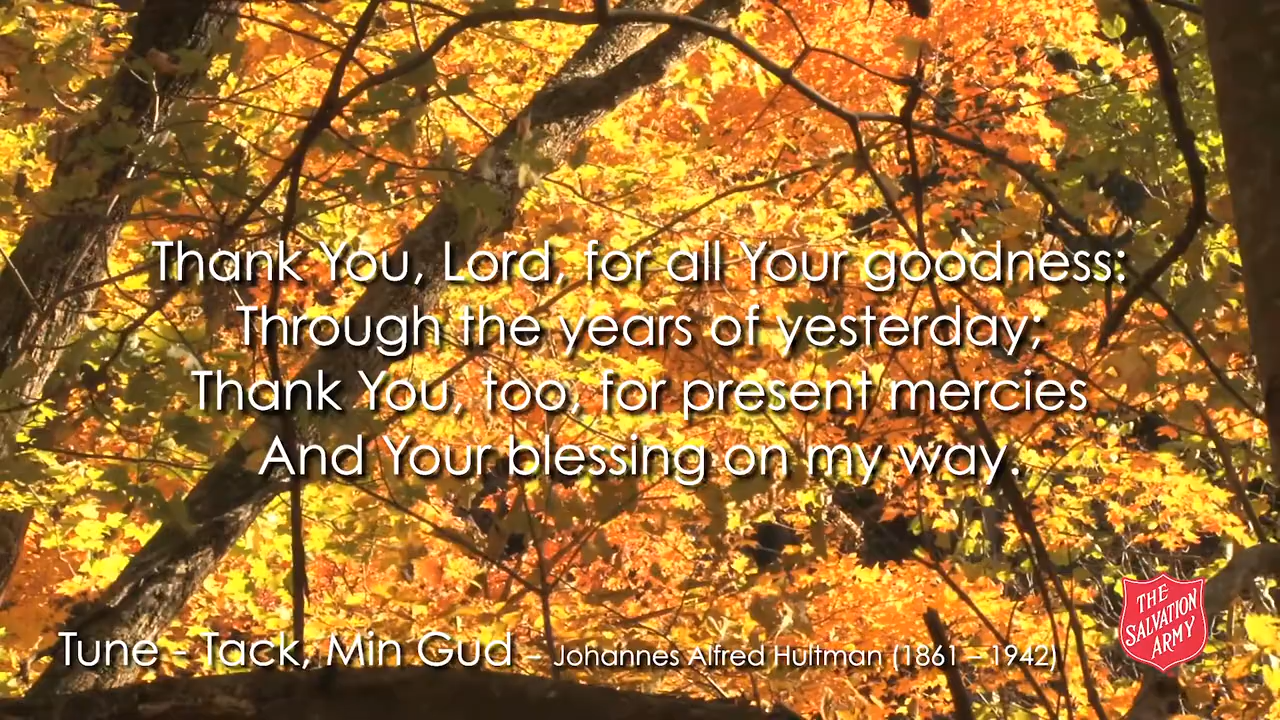 Thank You, Lord, for all Your goodness:
Through the years of yesterday;
Thank You, too, for present mercies
And Your blessing on my way.
Tune - Tack, Min Gud – Johannes Alfred Hultman (1861 – 1942)
THE
SALVATION
ARMY